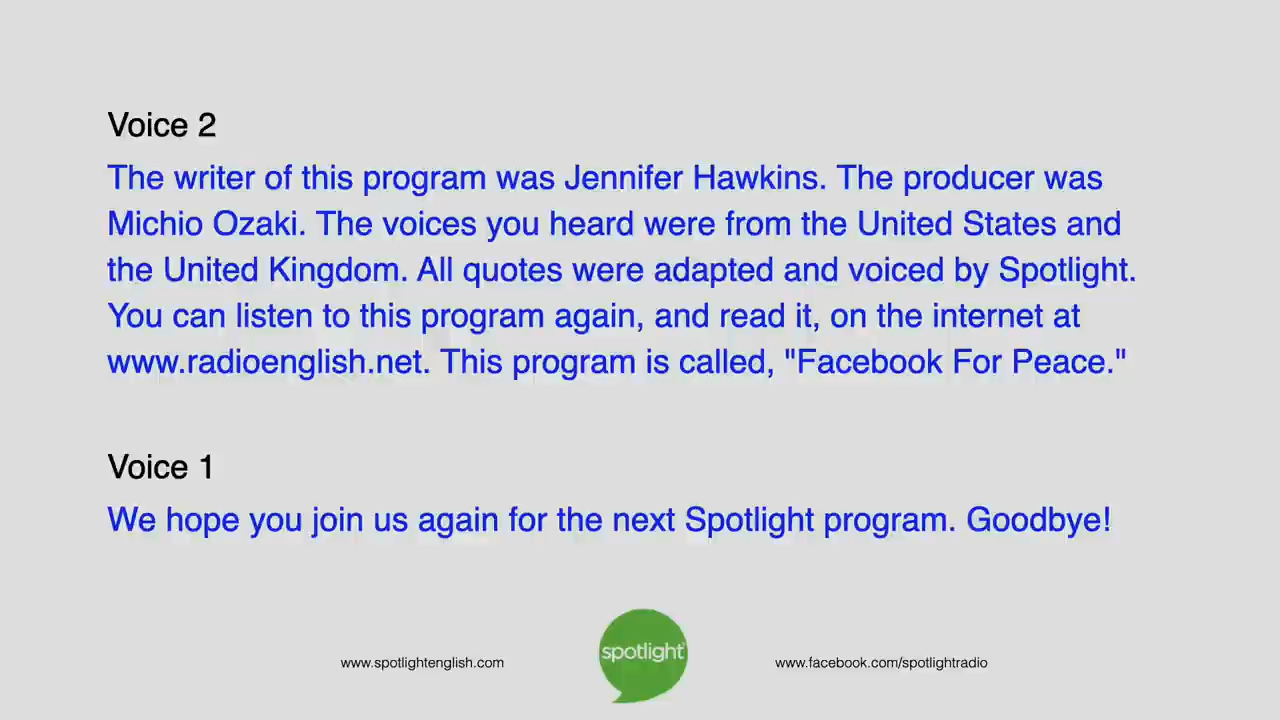 Voice 2
The writer of this program was Jennifer Hawkins. The producer was
Michio Ozaki. The voices you heard were from the United States and
the United Kingdom. All quotes were adapted and voiced by Spotlight.
You can listen to this program again, and read it, on the internet at
www.radioenglish.net. This program is called, "Facebook For Peace."
Voice 1
We hope you join us again for the next Spotlight program. Goodbye!
www.spotlightenglish.com
spotlight
www.facebook.com/spotlightradio